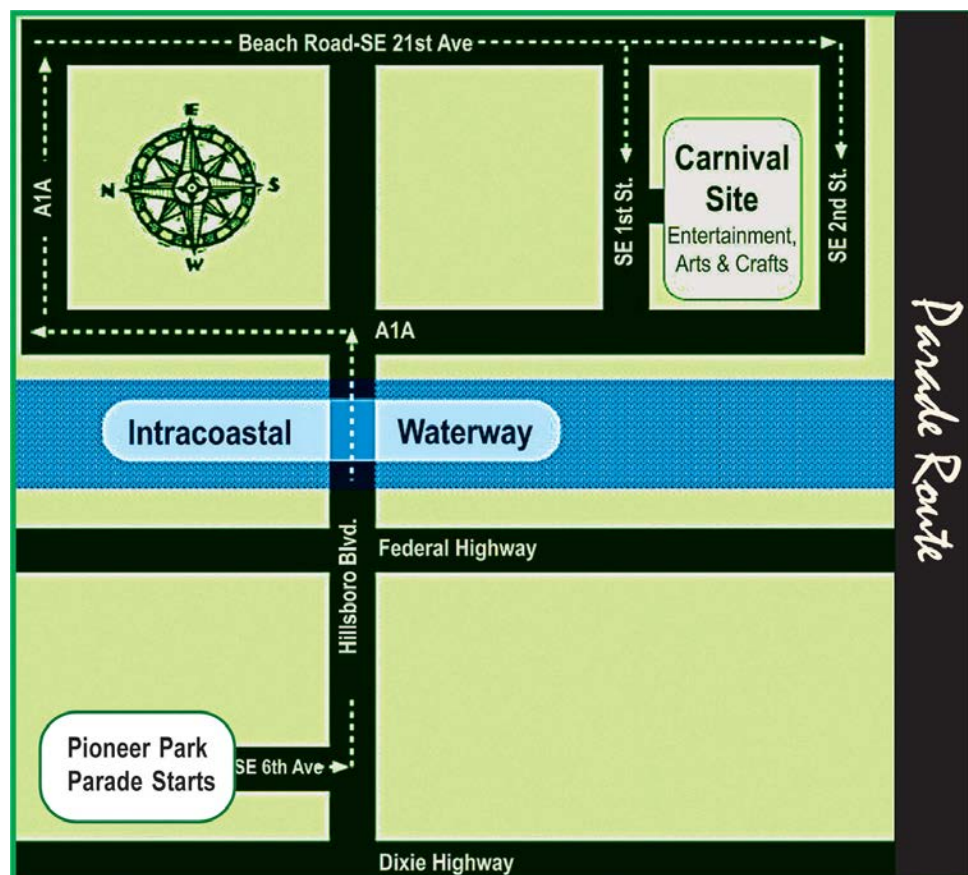 Beach Road-SE 21st Ave
E
N
S
W
A1A
Carnival
Site
Entertainment,
Arts & Crafts
SE 1st St.
SE 2nd St.
A1A
Intracoastal
Waterway
Federal Highway
Hillsboro Blvd.
Pioneer Park
Parade Starts
SE 6th Ave
Dixie Highway
Parade Route